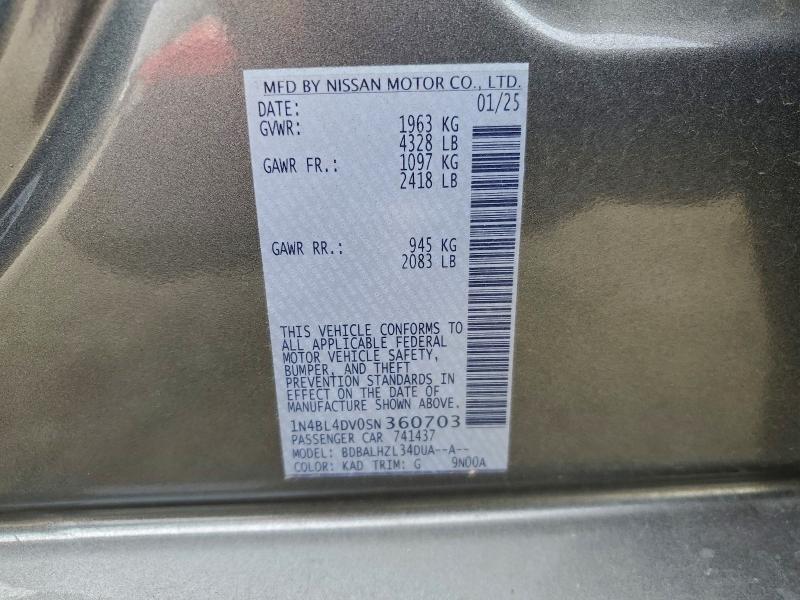 MFD BY NISSAN MOTOR CO., LTD.
DATE: 01/25
GVWR: 1963 KG
4328 LB
GAWR FR.: 1097 KG
2418 LB
GAWR RR.: 945 KG
2083 LB
THIS VEHICLE CONFORMS TO
ALL APPLICABLE FEDERAL
MOTOR VEHICLE SAFETY,
BUMPER, AND THEFT
PREVENTION STANDARDS IN
EFFECT ON THE DATE OF
MANUFACTURE SHOWN ABOVE.
1N4BL4DV0SN360703
PASSENGER CAR 741437
MODEL: BDBALHZL34DUA--A--
COLOR: KAD TRIM: G 9N00A